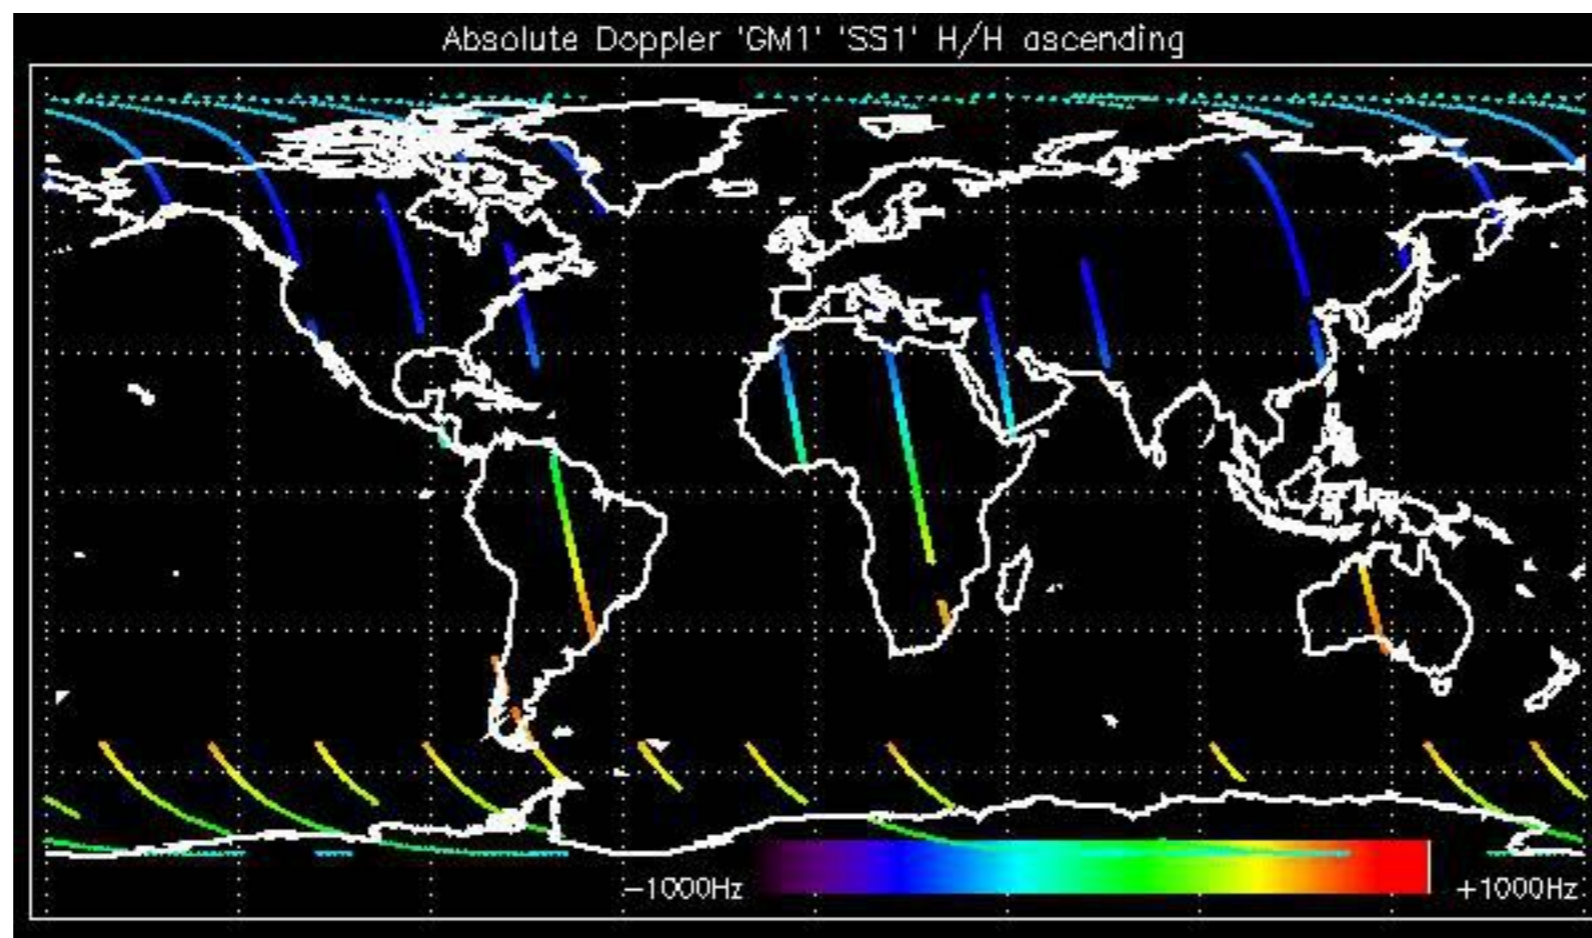 Absolute Doppler 'GM1' 'SS1' H/H ascending
−1000Hz +1000Hz